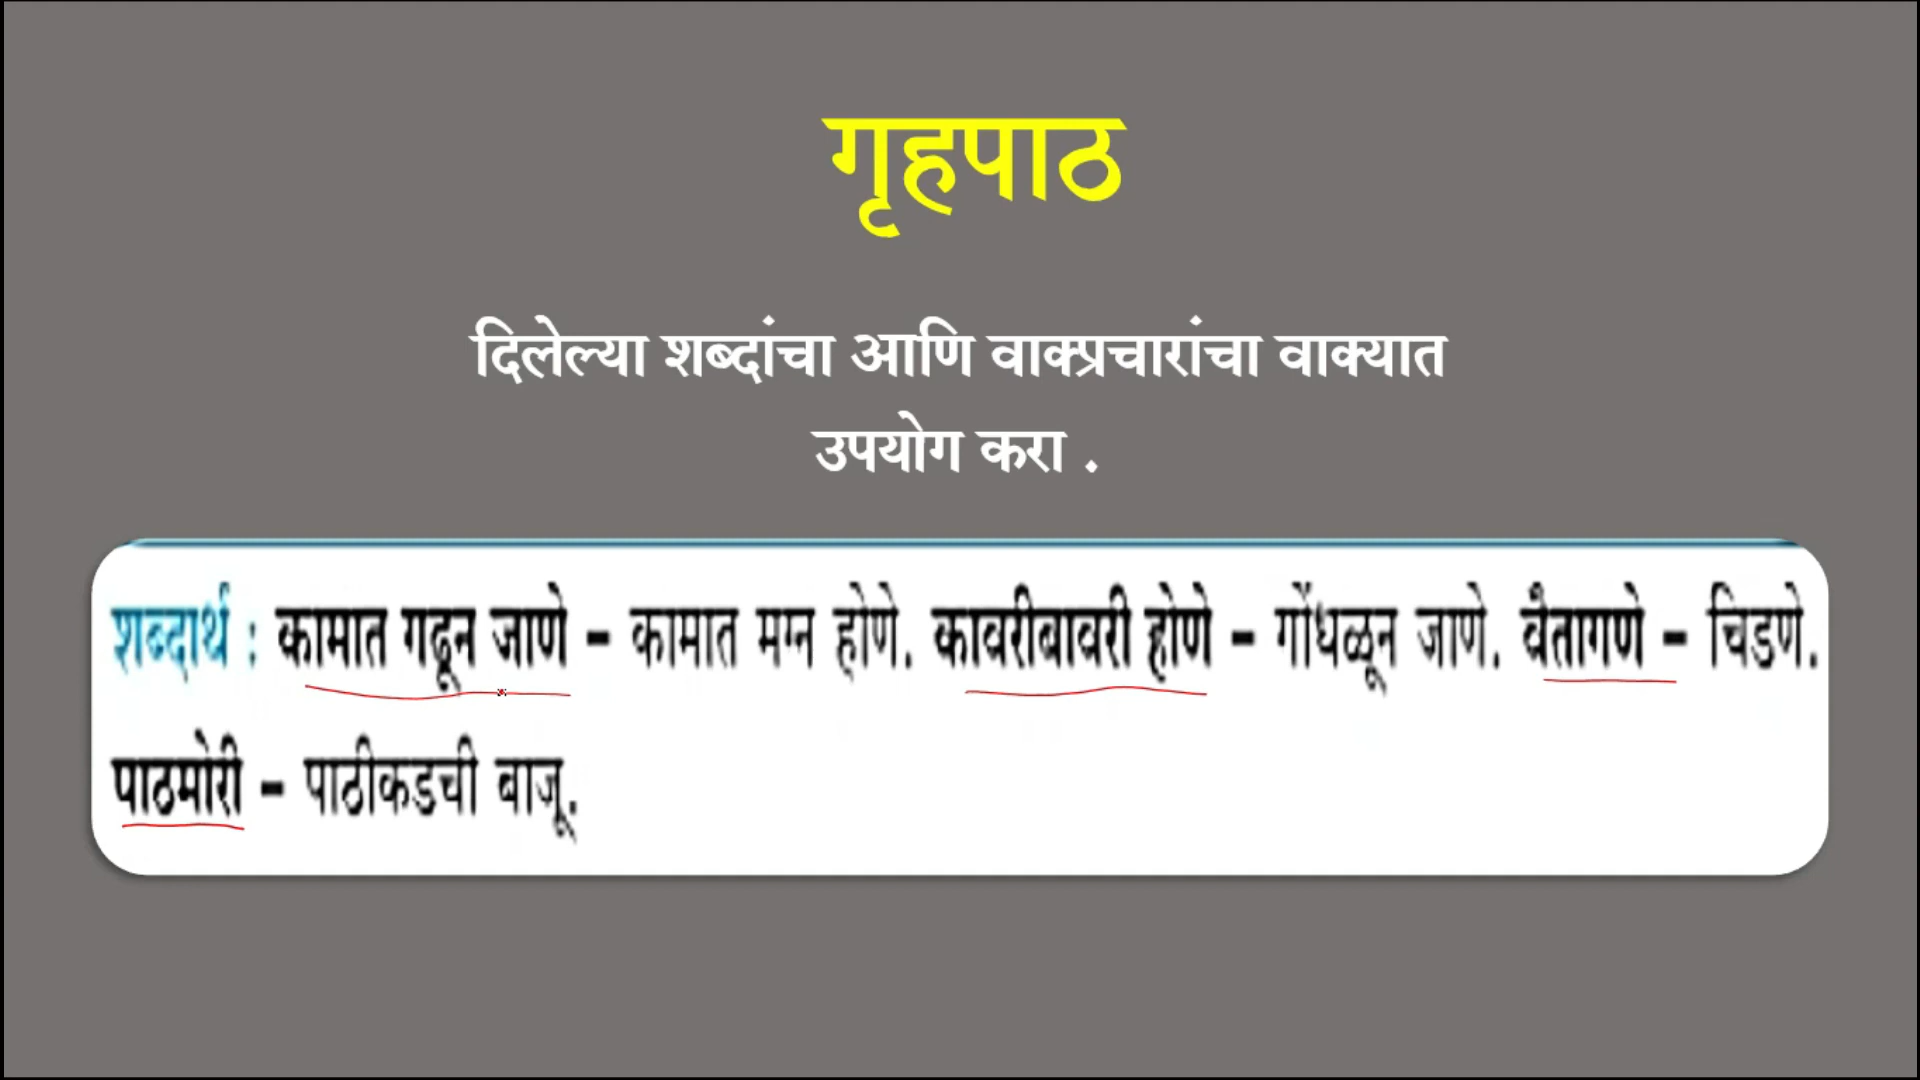 गृहपाठ
दिलेल्या शब्दांचा आणि वाक्प्रचारांचा वाक्यात
उपयोग करा .
शब्दार्थ : कामात गढून जाणे – कामात मग्न होणे. कावरीबावरी होणे – गोंधळून जाणे. वैतागणे – चिडणे.
पाठमोरी – पाठीकडची बाजू.